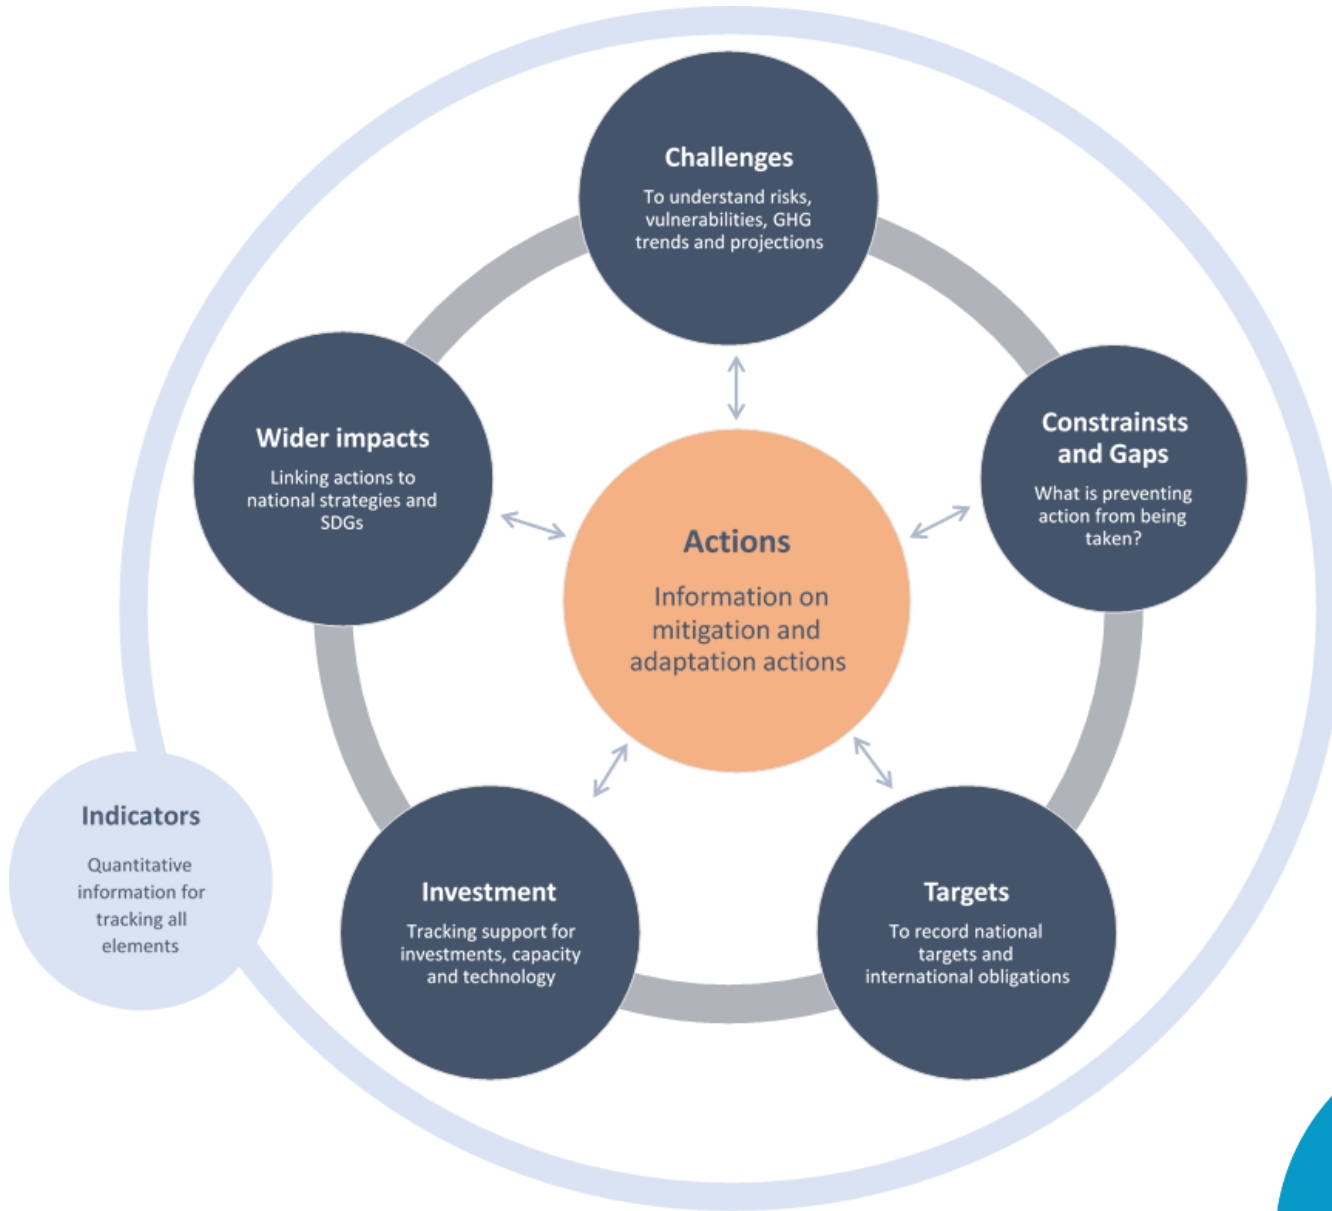 Challenges
To understand risks,
vulnerabilities, GHG
trends and projections
Constrainsts
and Gaps
What is preventing
action from being
taken?
Wider impacts
Linking actions to
national strategies and
SDGs
Actions
Information on
mitigation and
adaptation actions
Indicators
Quantitative
information for
tracking all
elements
Investment
Tracking support for
investments, capacity
and technology
Targets
To record national
targets and
international obligations